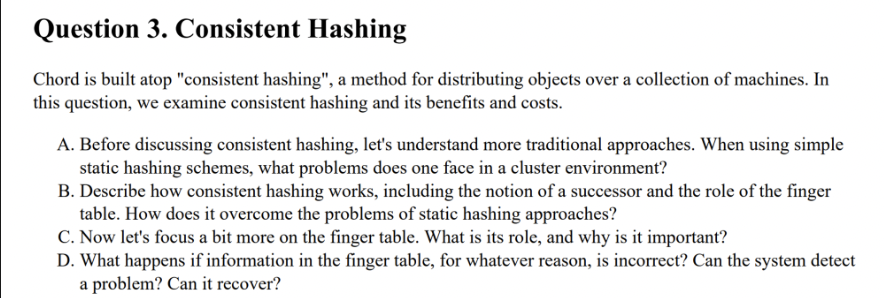 Question 3. Consistent Hashing
Chord is built atop "consistent hashing", a method for distributing objects over a collection of machines. In
this question, we examine consistent hashing and its benefits and costs.
A. Before discussing consistent hashing, let's understand more traditional approaches. When using simple
static hashing schemes, what problems does one face in a cluster environment?
B. Describe how consistent hashing works, including the notion of a successor and the role of the finger
table. How does it overcome the problems of static hashing approaches?
C. Now let's focus a bit more on the finger table. What is its role, and why is it important?
D. What happens if information in the finger table, for whatever reason, is incorrect? Can the system detect
a problem? Can it recover?